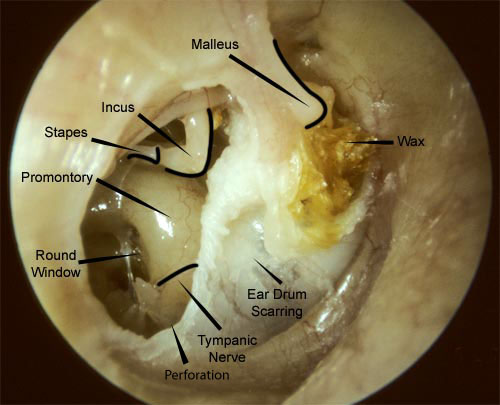 Malleus
Incus
Stapes
Wax
Promontory
Round
Window
Ear Drum
Scarring
Tympanic
Nerve
Perforation